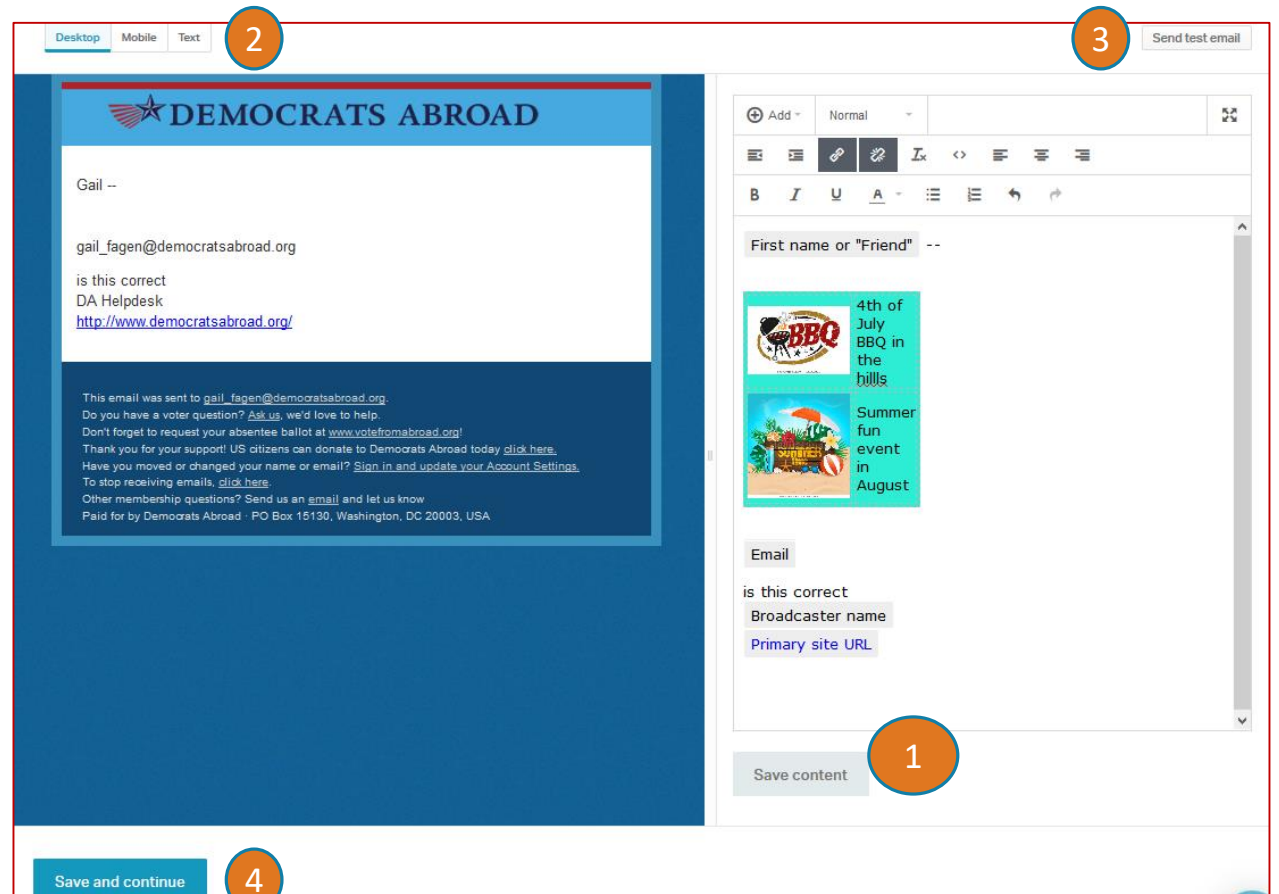 Desktop Mobile Text 2 3 Send test email
DEMOCRATS ABROAD
Gail --
gail_fagen@democratsabroad.org
is this correct
DA Helpdesk
http://www.democratsabroad.org/
This email was sent to gail_fagen@democratsabroad.org.
Do you have a voter question? Ask us, we'd love to help.
Don't forget to request your absentee ballot at www.votefromabroad.org!
Thank you for your support! US citizens can donate to Democrats Abroad today click here.
Have you moved or changed your name or email? Sign in and update your Account Settings.
To stop receiving emails, click here.
Other membership questions? Send us an email and let us know
Paid for by Democrats Abroad · PO Box 15130, Washington, DC 20003, USA
Add Normal
B I U A
First name or "Friend" --
BBQ
4th of
July
BBQ in
the
hillls
Summer
fun
event
in
August
Email
is this correct
Broadcaster name
Primary site URL
Save content 1
Save and continue 4